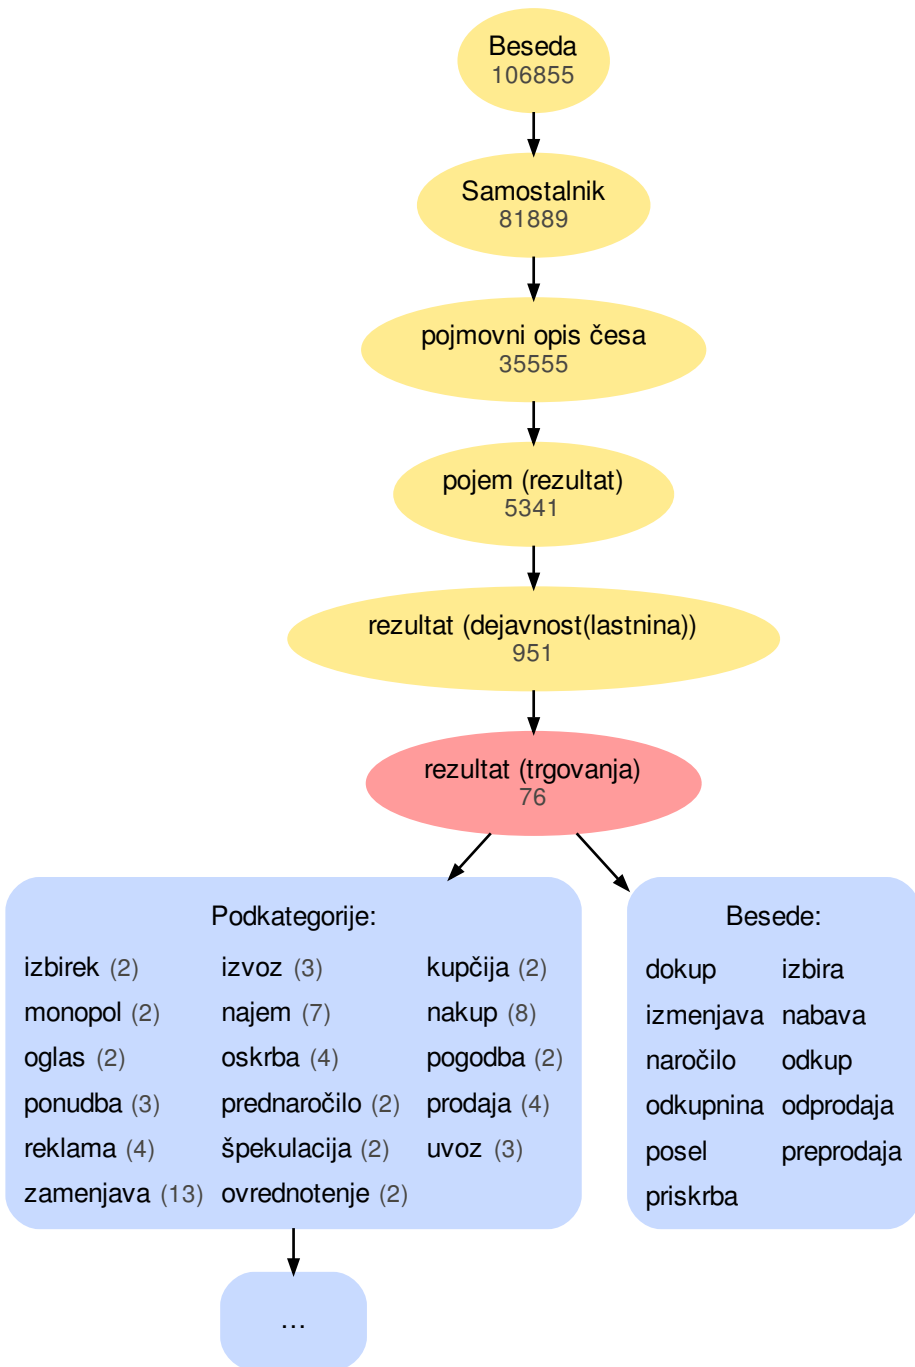 Beseda
106855
Samostalnik
81889
pojmovni opis česa
35555
pojem (rezultat)
5341
rezultat (dejavnost(lastnina))
951
rezultat (trgovanja)
76
Podkategorije:
izbirek (2) izvoz (3) kupčija (2)
monopol (2) najem (7) nakup (8)
oglas (2) oskrba (4) pogodba (2)
ponudba (3) prednaročilo (2) prodaja (4)
reklama (4) špekulacija (2) uvoz (3)
zamenjava (13) ovrednotenje (2)
Besede:
dokup izbira
izmenjava nabava
naročilo odkup
odkupnina odprodaja
posel preprodaja
priskrba
...